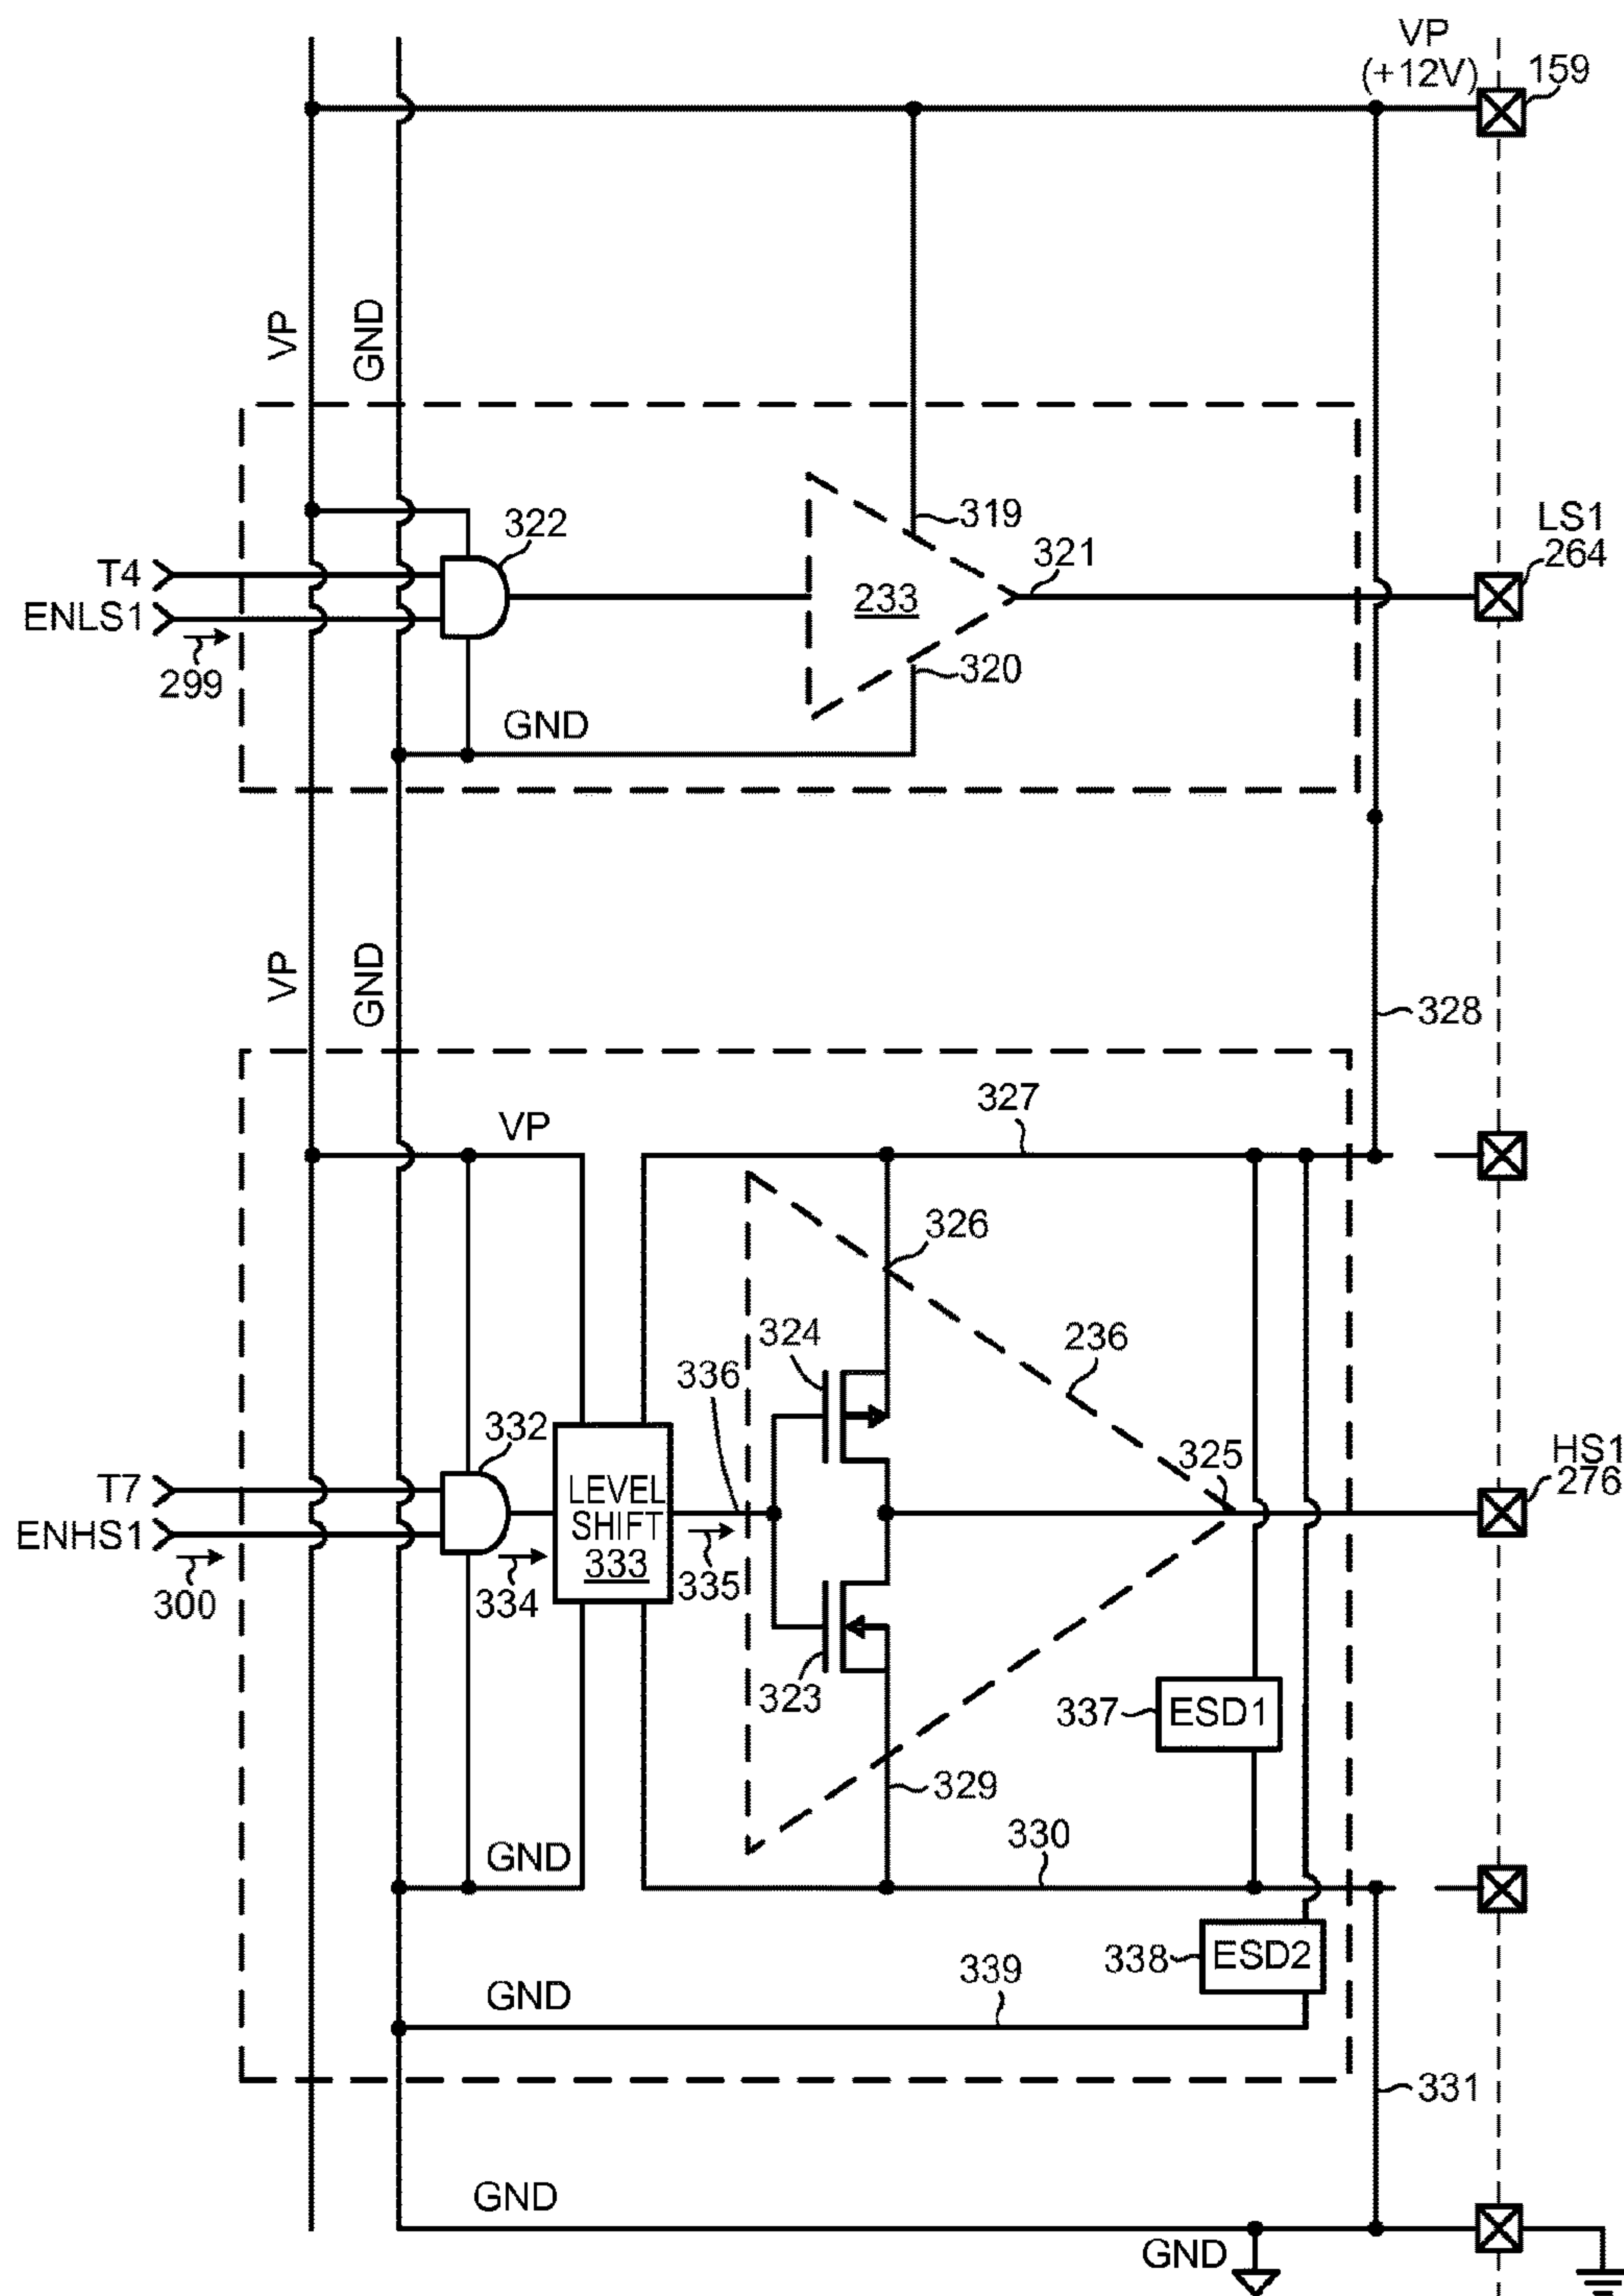 VP
(+12V)
159
VP
GND
322
319
321
LS1
264
T4
ENLS1
233
299
320
GND
VP
GND
328
327
VP
326
324
236
336
332
325
HS1
276
T7
ENHS1
LEVEL
SHIFT
333
300
334
335
323
337
ESD1
329
GND
330
338
ESD2
339
GND
331
GND
GND